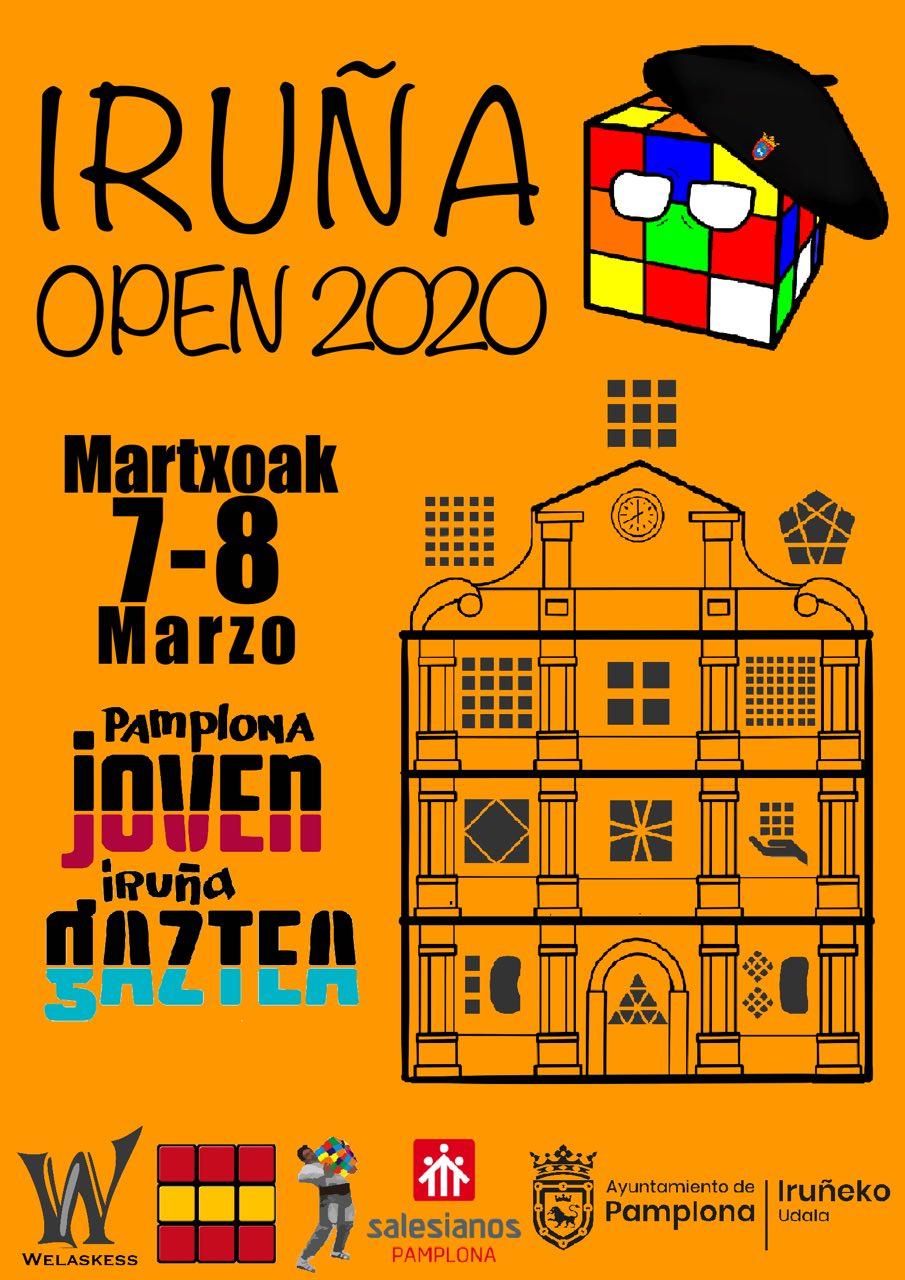 IRUÑA
OPEN 2020
Martxoak
7-8
Marzo
PAMPLONA
JOVEN
IRUÑA
GAZTEA
WELASKESS
salesianos
PAMPLONA
Ayuntamiento de
Pamplona
Iruñeko
Udala